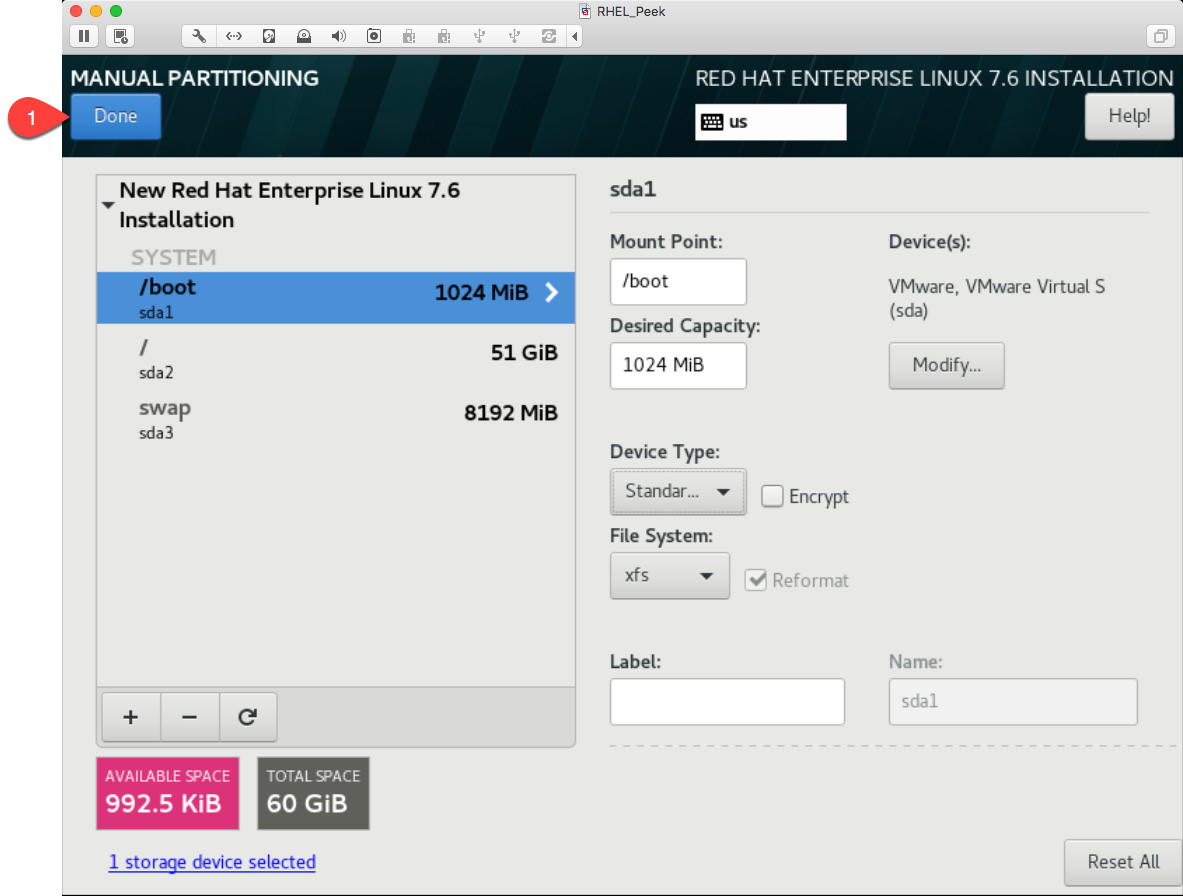 RHEL_Peek
MANUAL PARTITIONING
RED HAT ENTERPRISE LINUX 7.6 INSTALLATION
1
Done
us
Help!
New Red Hat Enterprise Linux 7.6
Installation
SYSTEM
/boot
1024 MiB
sda1
/
51 GiB
sda2
swap
8192 MiB
sda3
+
−
AVAILABLE SPACE
992.5 KiB
TOTAL SPACE
60 GiB
1 storage device selected
sda1
Mount Point:
/boot
Desired Capacity:
1024 MiB
Device(s):
VMware, VMware Virtual S
(sda)
Modify...
Device Type:
Standar...
Encrypt
File System:
xfs
Reformat
Label:
Name:
sda1
Reset All